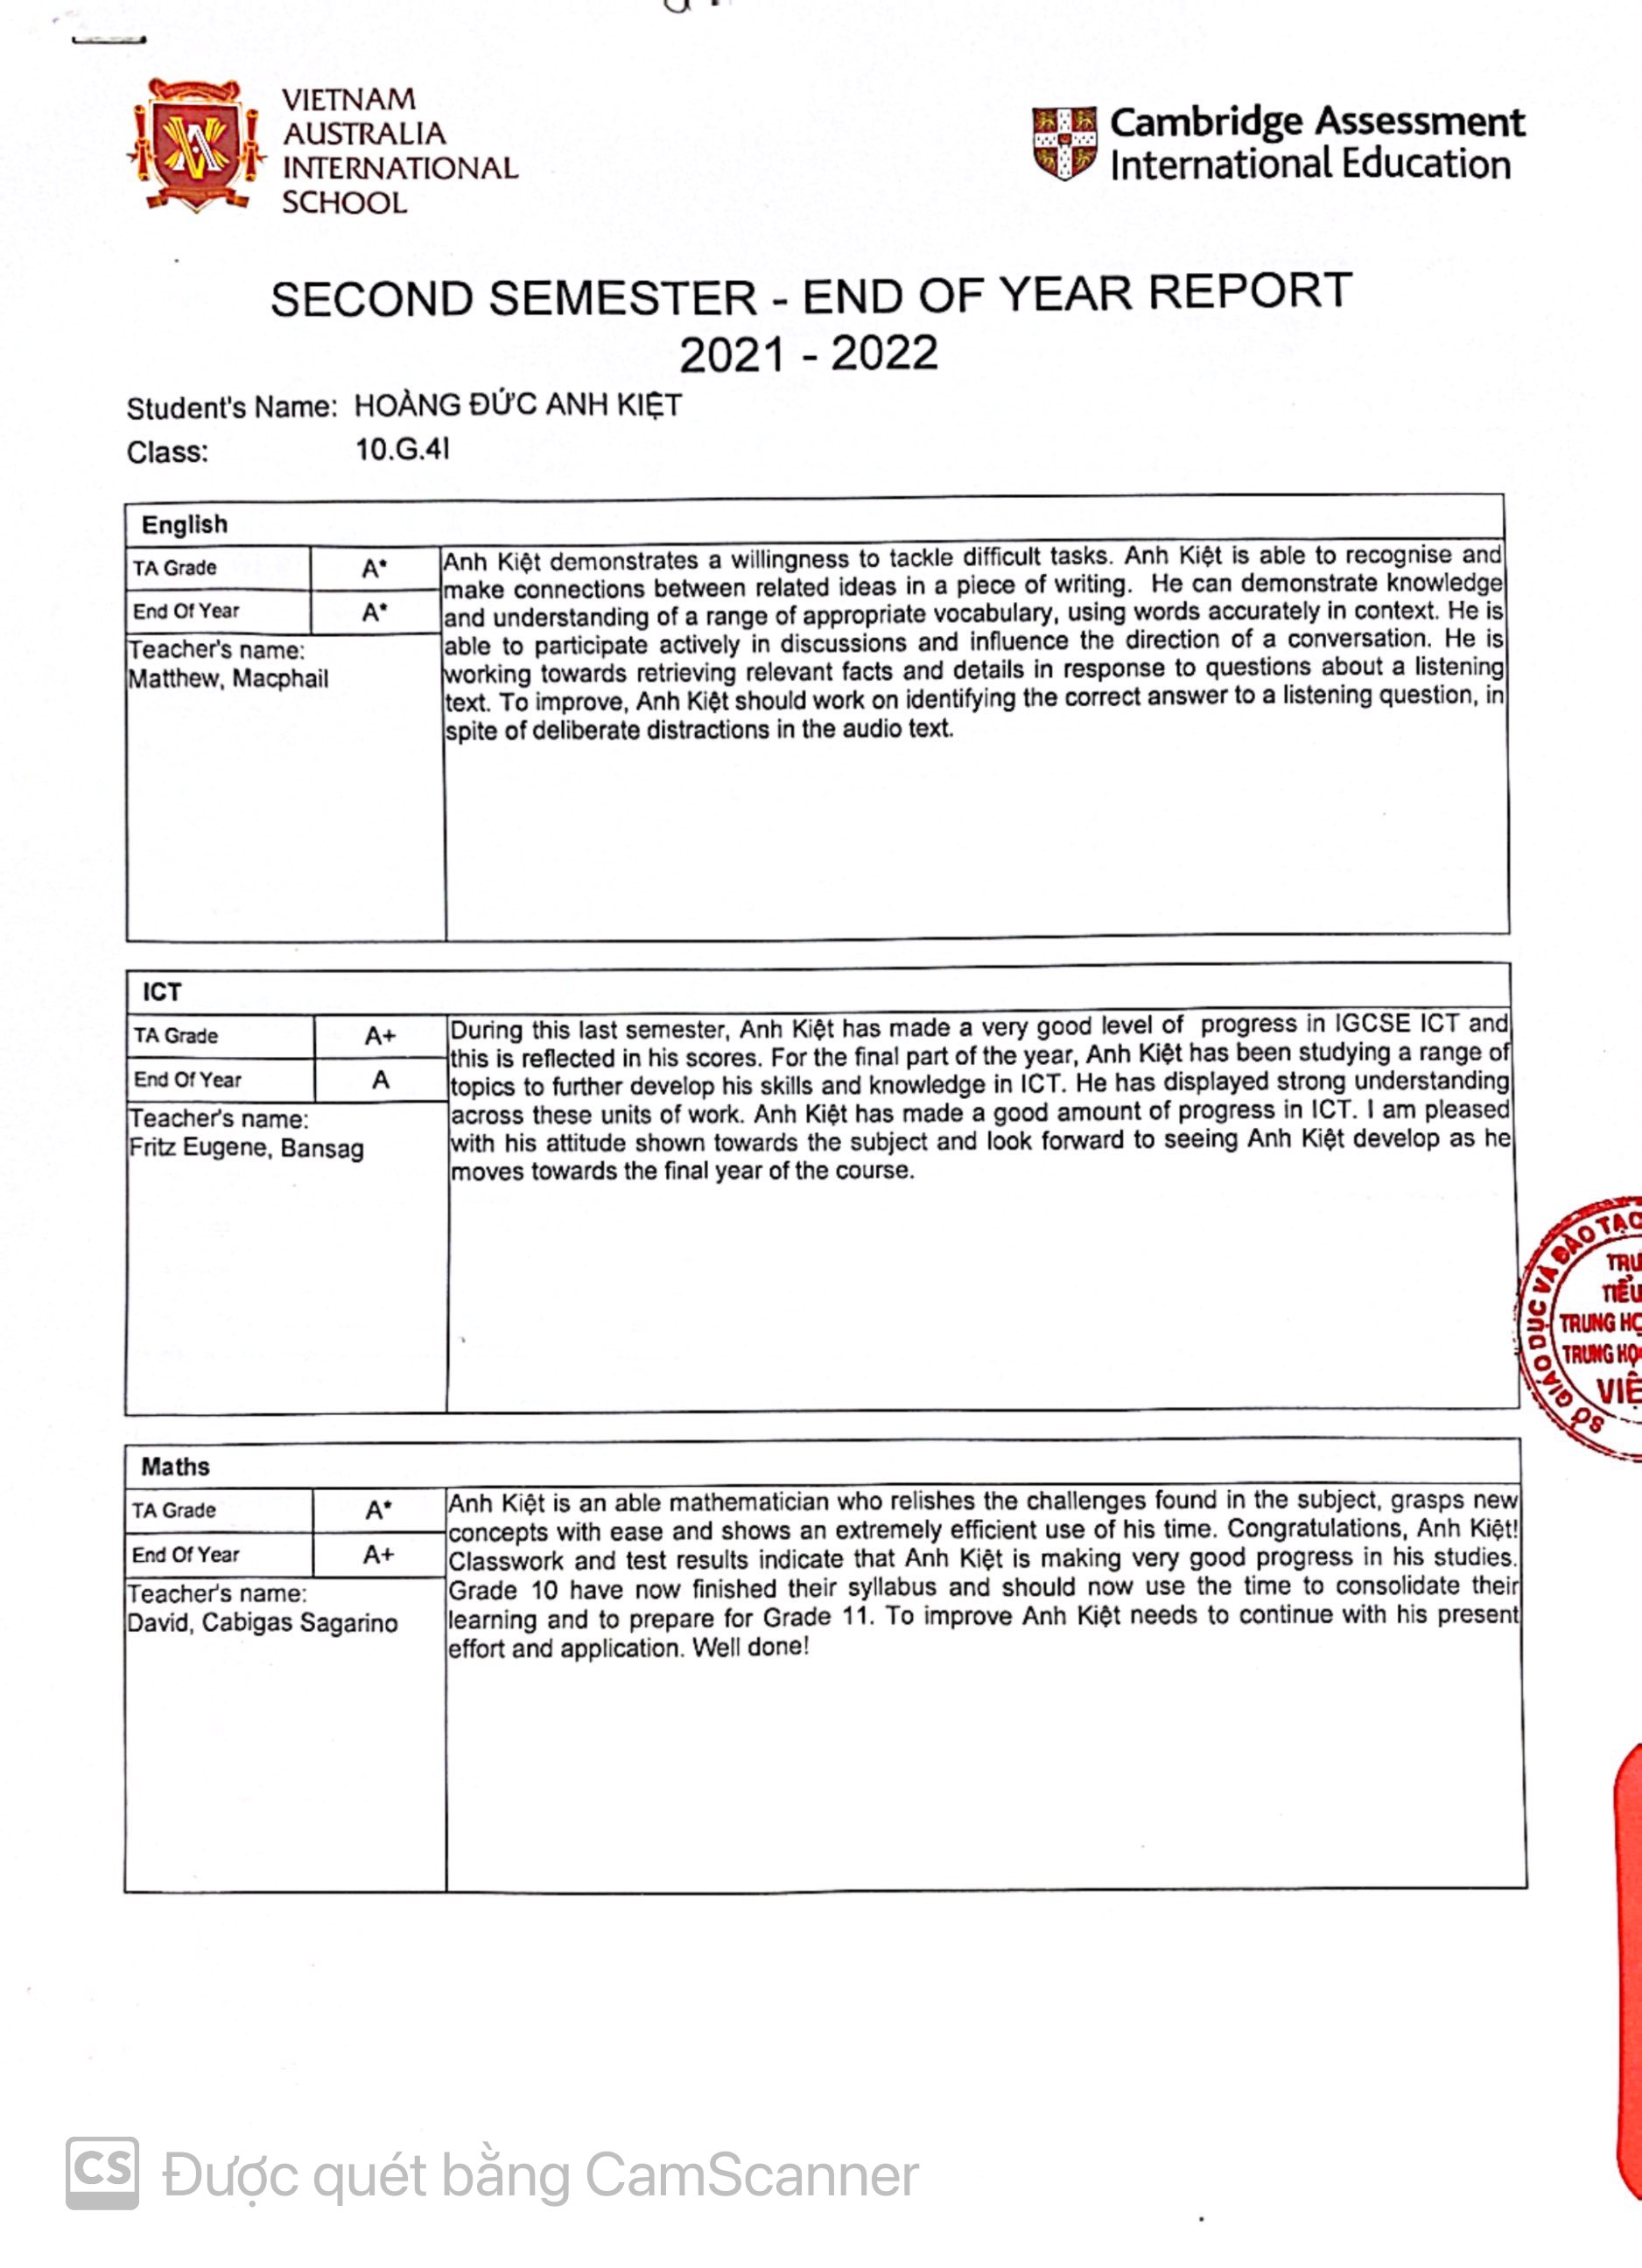 VIETNAM
AUSTRALIA
INTERNATIONAL
SCHOOL
Cambridge Assessment
International Education
SECOND SEMESTER - END OF YEAR REPORT
2021 - 2022
Student's Name: HOÀNG ĐỨC ANH KIỆT
Class: 10.G.4I
English
TA Grade A*
End Of Year A*
Teacher's name:
Matthew, Macphail
Anh Kiệt demonstrates a willingness to tackle difficult tasks. Anh Kiệt is able to recognise and
make connections between related ideas in a piece of writing. He can demonstrate knowledge
and understanding of a range of appropriate vocabulary, using words accurately in context. He is
able to participate actively in discussions and influence the direction of a conversation. He is
working towards retrieving relevant facts and details in response to questions about a listening
text. To improve, Anh Kiệt should work on identifying the correct answer to a listening question, in
spite of deliberate distractions in the audio text.
ICT
TA Grade A+
End Of Year A
Teacher's name:
Fritz Eugene, Bansag
During this last semester, Anh Kiệt has made a very good level of progress in IGCSE ICT and
this is reflected in his scores. For the final part of the year, Anh Kiệt has been studying a range of
topics to further develop his skills and knowledge in ICT. He has displayed strong understanding
across these units of work. Anh Kiệt has made a good amount of progress in ICT. I am pleased
with his attitude shown towards the subject and look forward to seeing Anh Kiệt develop as he
moves towards the final year of the course.
SỞ GIÁO DỤC VÀ ĐÀO TẠO
TRƯ
TIỂU
TRUNG HỌ
TRUNG HỌ
VIỆ
Maths
TA Grade A*
End Of Year A+
Teacher's name:
David, Cabigas Sagarino
Anh Kiệt is an able mathematician who relishes the challenges found in the subject, grasps new
concepts with ease and shows an extremely efficient use of his time. Congratulations, Anh Kiệt!
Classwork and test results indicate that Anh Kiệt is making very good progress in his studies.
Grade 10 have now finished their syllabus and should now use the time to consolidate their
learning and to prepare for Grade 11. To improve Anh Kiệt needs to continue with his present
effort and application. Well done!
CS Được quét bằng CamScanner